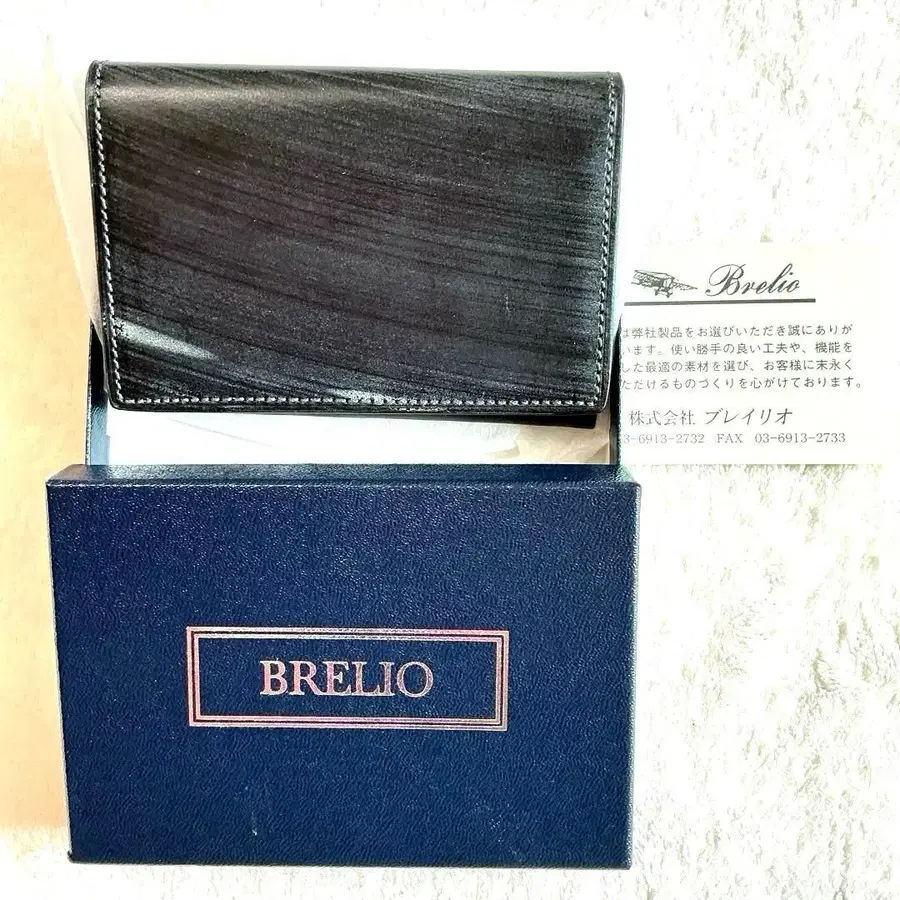 Brelio
は弊社製品をお選びいただき誠にありが
います。使い勝手の良い工夫や、機能を
した最適の素材を選び、お客様に末永く
ただけるものづくりを心がけております。
株式会社 ブレイリオ
3-6913-2732 FAX 03-6913-2733
BRELIO